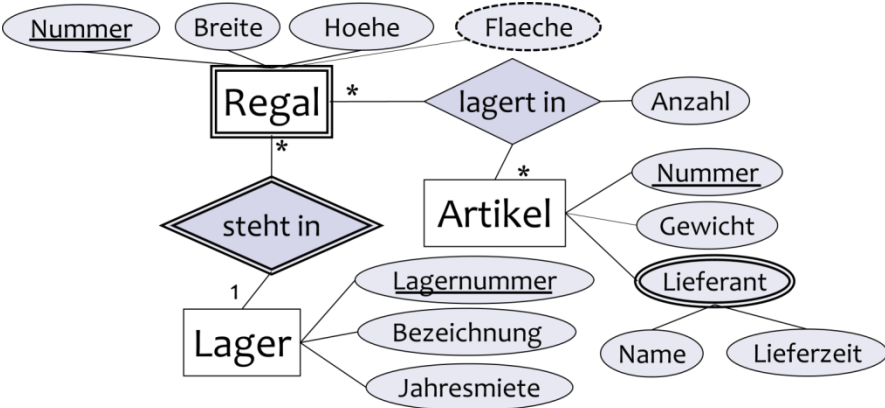 Nummer Breite Hoehe Flaeche
Regal * lagert in Anzahl
*
* Nummer
Artikel
steht in Gewicht
Lieferant
1 Lagernummer
Lager Bezeichnung Name Lieferzeit
Jahresmiete